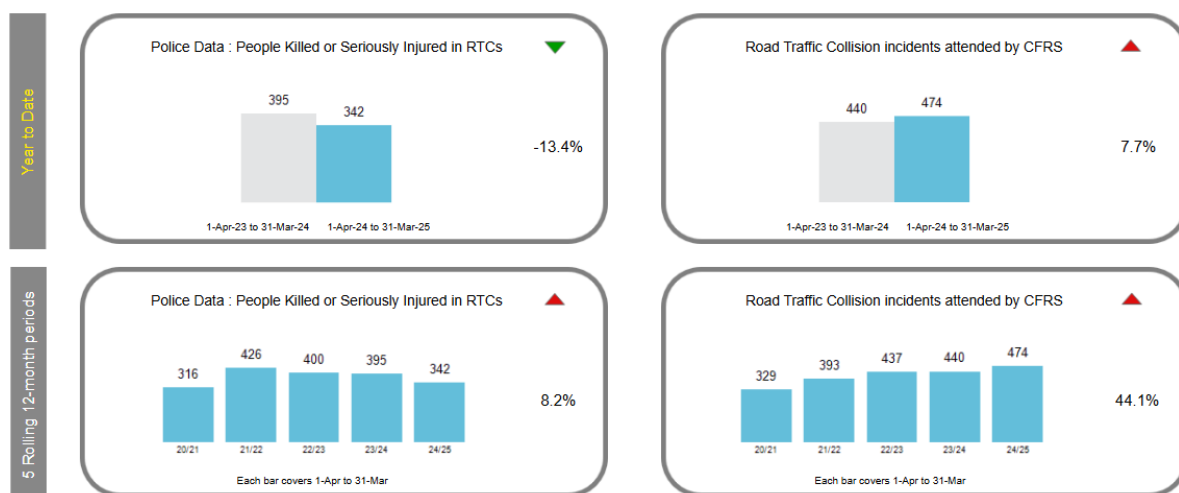 Year to Date
Police Data : People Killed or Seriously Injured in RTCs
395
342
-13.4%
1-Apr-23 to 31-Mar-24 1-Apr-24 to 31-Mar-25
Road Traffic Collision incidents attended by CFRS
440
474
7.7%
1-Apr-23 to 31-Mar-24 1-Apr-24 to 31-Mar-25
5 Rolling 12-month periods
Police Data : People Killed or Seriously Injured in RTCs
316 426 400 395 342
8.2%
20/21 21/22 22/23 23/24 24/25
Each bar covers 1-Apr to 31-Mar
Road Traffic Collision incidents attended by CFRS
329 393 437 440 474
44.1%
20/21 21/22 22/23 23/24 24/25
Each bar covers 1-Apr to 31-Mar